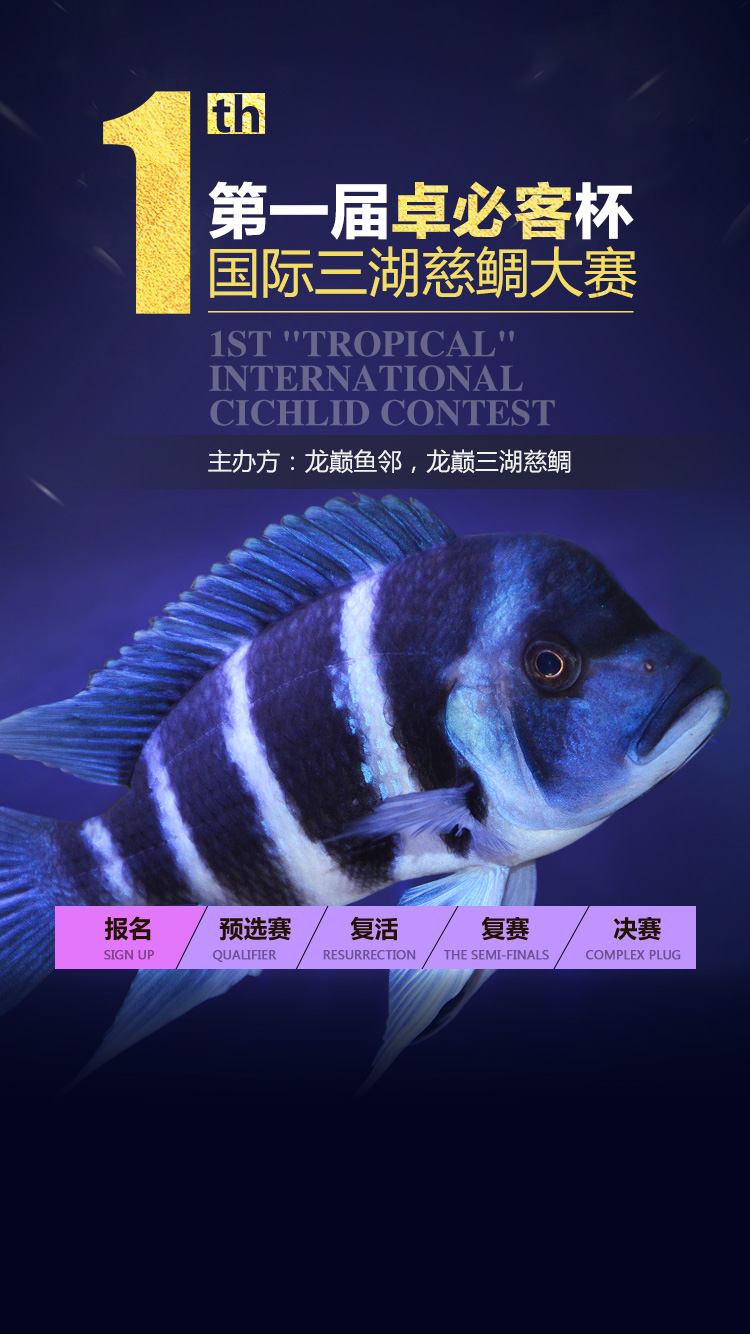 1th
第一届卓必客杯
国际三湖慈鲷大赛
1ST "TROPICAL"
INTERNATIONAL
CICHLID CONTEST
主办方：龙巅鱼邻，龙巅三湖慈鲷
报名 预选赛 复活 复赛 决赛
SIGN UP QUALIFIER RESURRECTION THE SEMI-FINALS COMPLEX PLUG